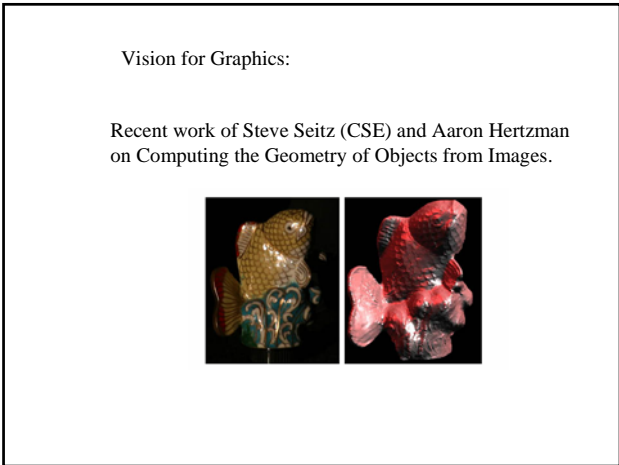 Vision for Graphics:
Recent work of Steve Seitz (CSE) and Aaron Hertzman
on Computing the Geometry of Objects from Images.